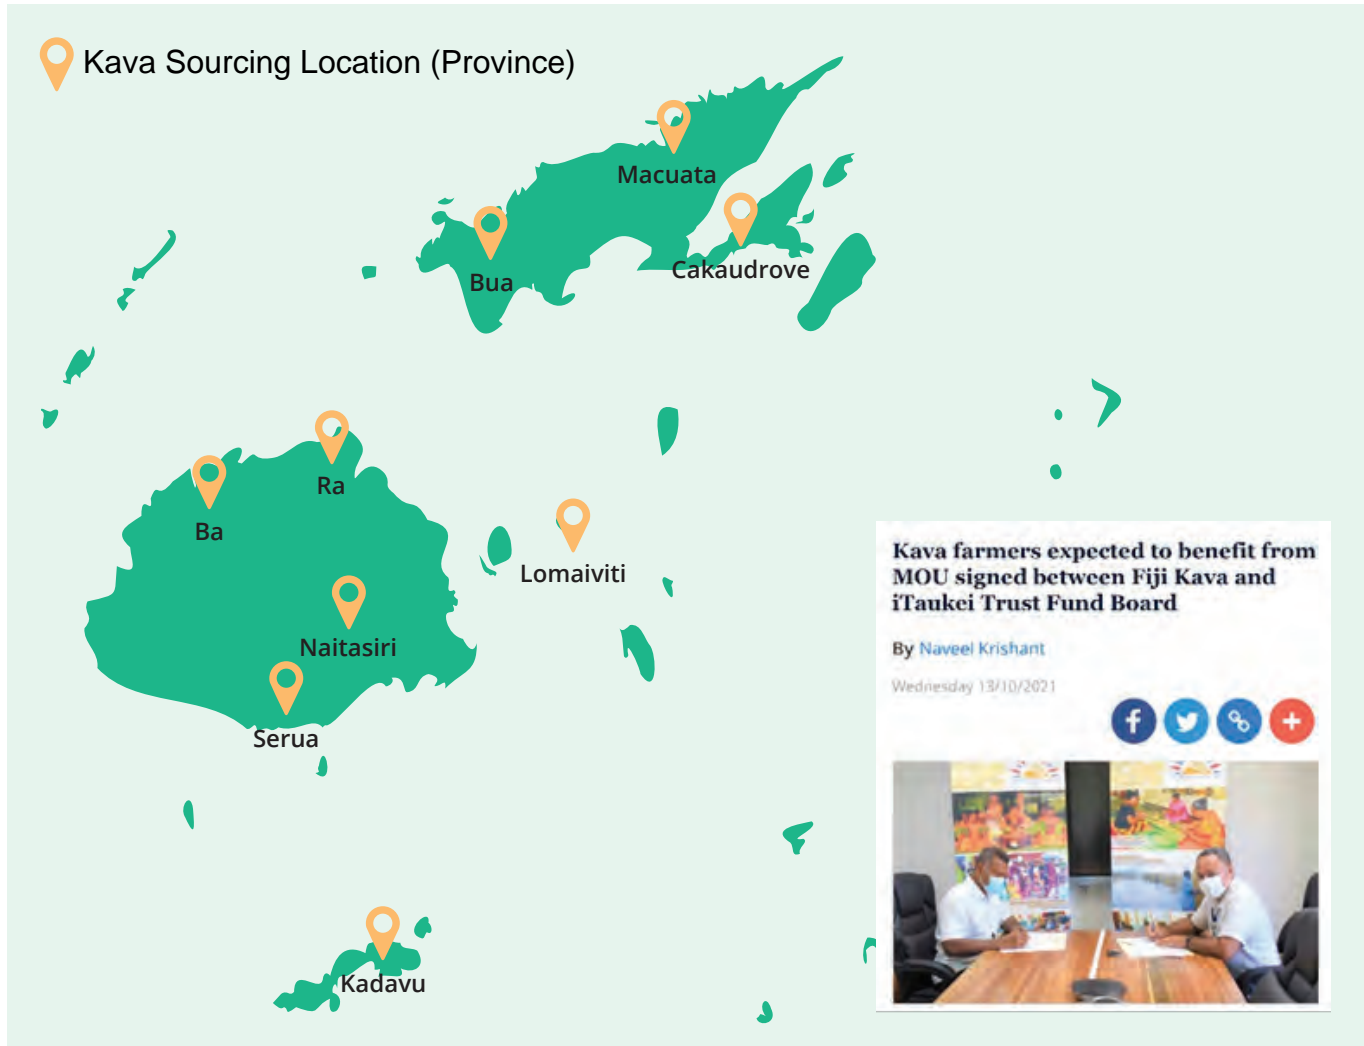 Kava Sourcing Location (Province)
Macuata
Cakaudrove
Bua
Ra
Ba
Lomaiviti
Naitasiri
Serua
Kadavu
Kava farmers expected to benefit from
MOU signed between Fiji Kava and
iTaukei Trust Fund Board
By Naveel Krishant
Wednesday 13/10/2021